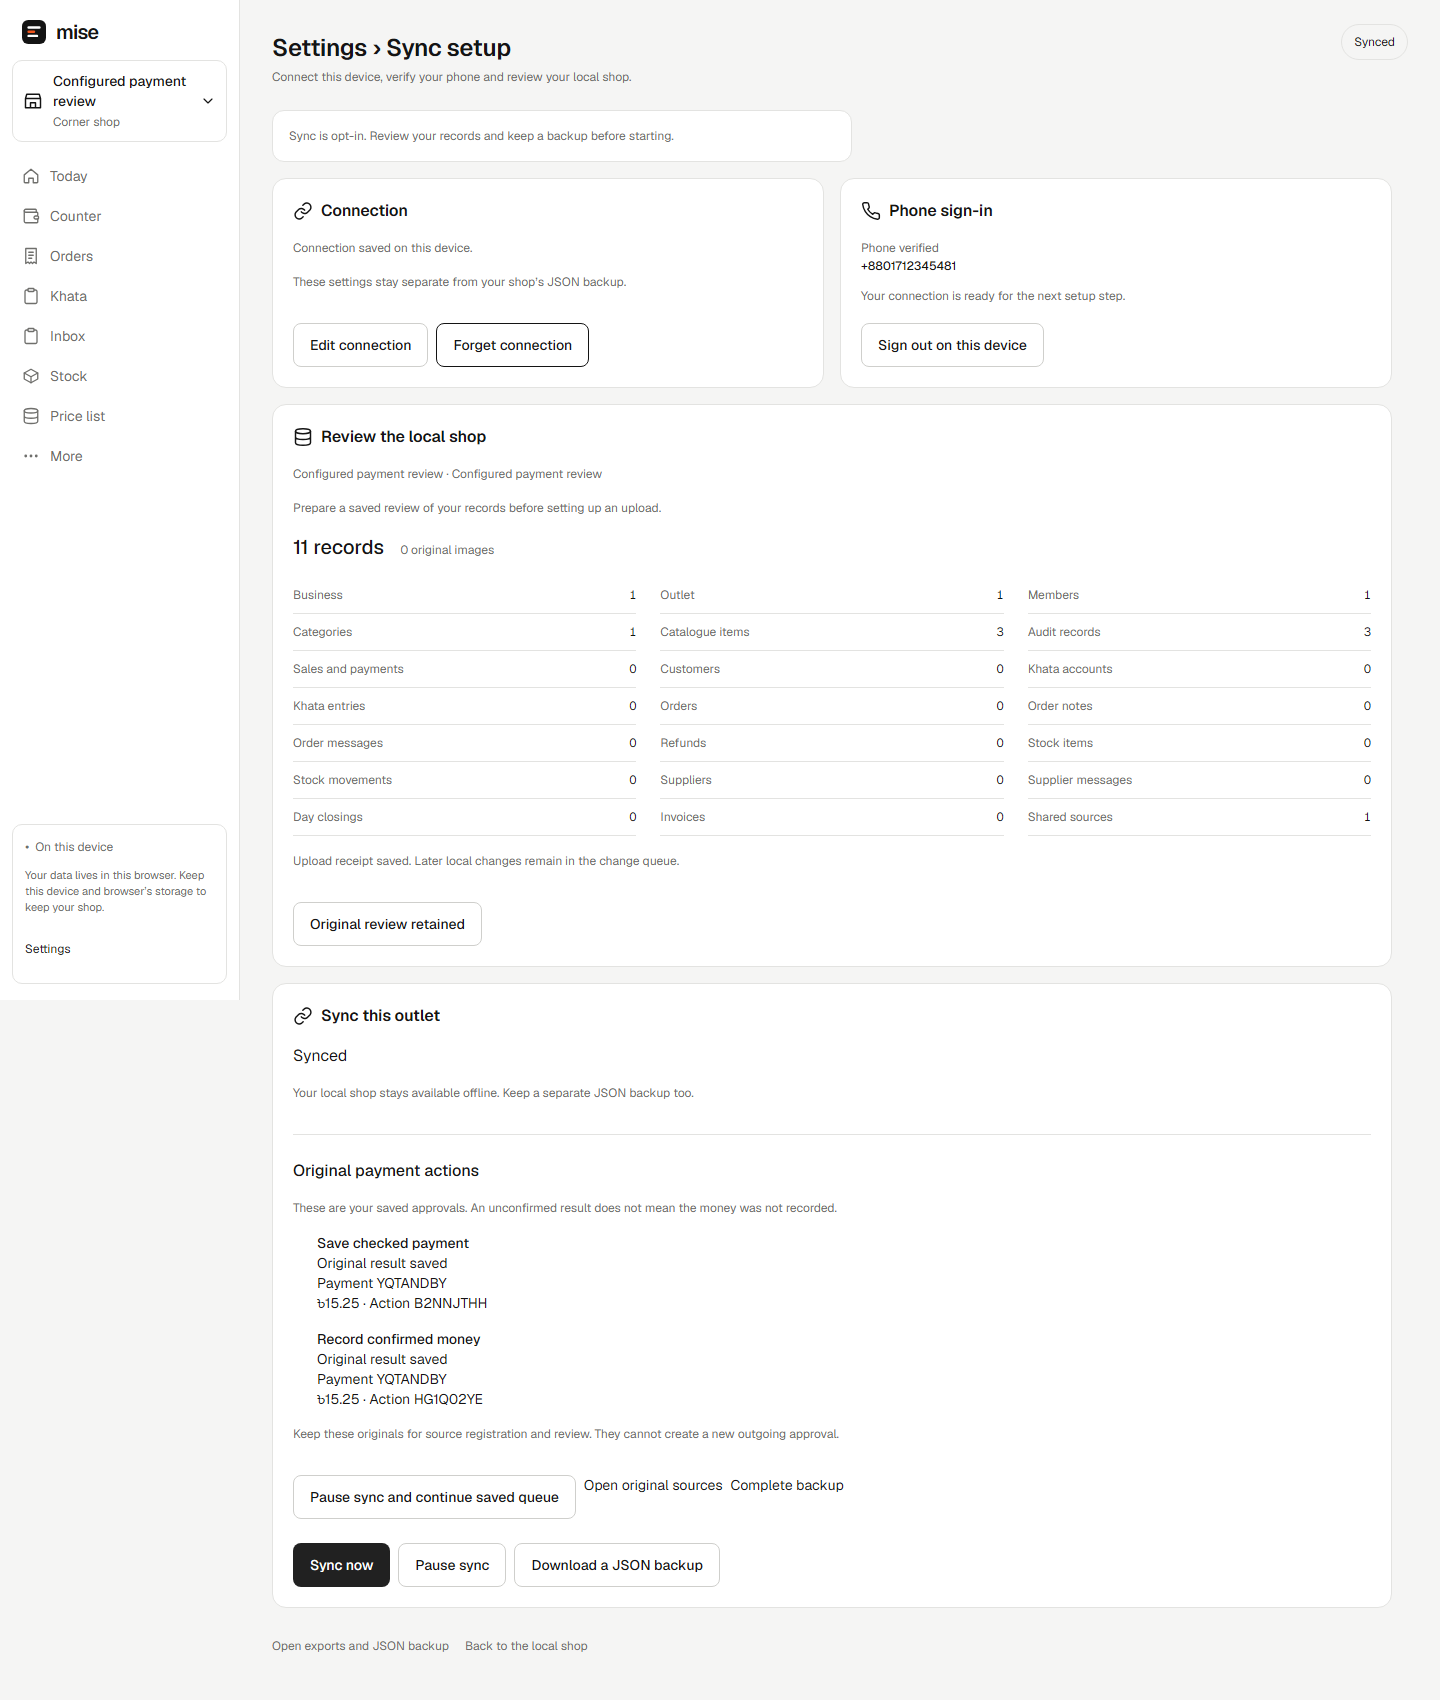 mise
Configured payment
review
Corner shop
Today
Counter
Orders
Khata
Inbox
Stock
Price list
More
• On this device
Your data lives in this browser. Keep
this device and browser's storage to
keep your shop.
Settings
Settings › Sync setup
Synced
Connect this device, verify your phone and review your local shop.
Sync is opt-in. Review your records and keep a backup before starting.
Connection
Connection saved on this device.
These settings stay separate from your shop's JSON backup.
Edit connection
Forget connection
Phone sign-in
Phone verified
+8801712345481
Your connection is ready for the next setup step.
Sign out on this device
Review the local shop
Configured payment review · Configured payment review
Prepare a saved review of your records before setting up an upload.
11 records 0 original images
Business 1 Outlet 1 Members 1
Categories 1 Catalogue items 3 Audit records 3
Sales and payments 0 Customers 0 Khata accounts 0
Khata entries 0 Orders 0 Order notes 0
Order messages 0 Refunds 0 Stock items 0
Stock movements 0 Suppliers 0 Supplier messages 0
Day closings 0 Invoices 0 Shared sources 1
Upload receipt saved. Later local changes remain in the change queue.
Original review retained
Sync this outlet
Synced
Your local shop stays available offline. Keep a separate JSON backup too.
Original payment actions
These are your saved approvals. An unconfirmed result does not mean the money was not recorded.
Save checked payment
Original result saved
Payment YQTANDBY
৳15.25 · Action B2NNJTHH
Record confirmed money
Original result saved
Payment YQTANDBY
৳15.25 · Action HG1Q02YE
Keep these originals for source registration and review. They cannot create a new outgoing approval.
Pause sync and continue saved queue Open original sources Complete backup
Sync now Pause sync Download a JSON backup
Open exports and JSON backup Back to the local shop